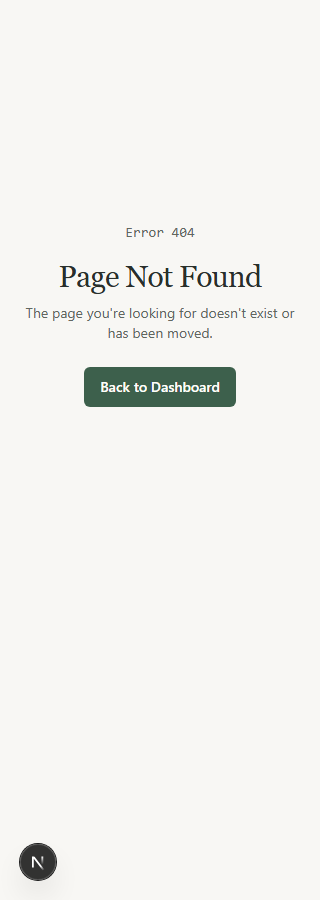 Error 404
Page Not Found
The page you're looking for doesn't exist or
has been moved.
Back to Dashboard
N